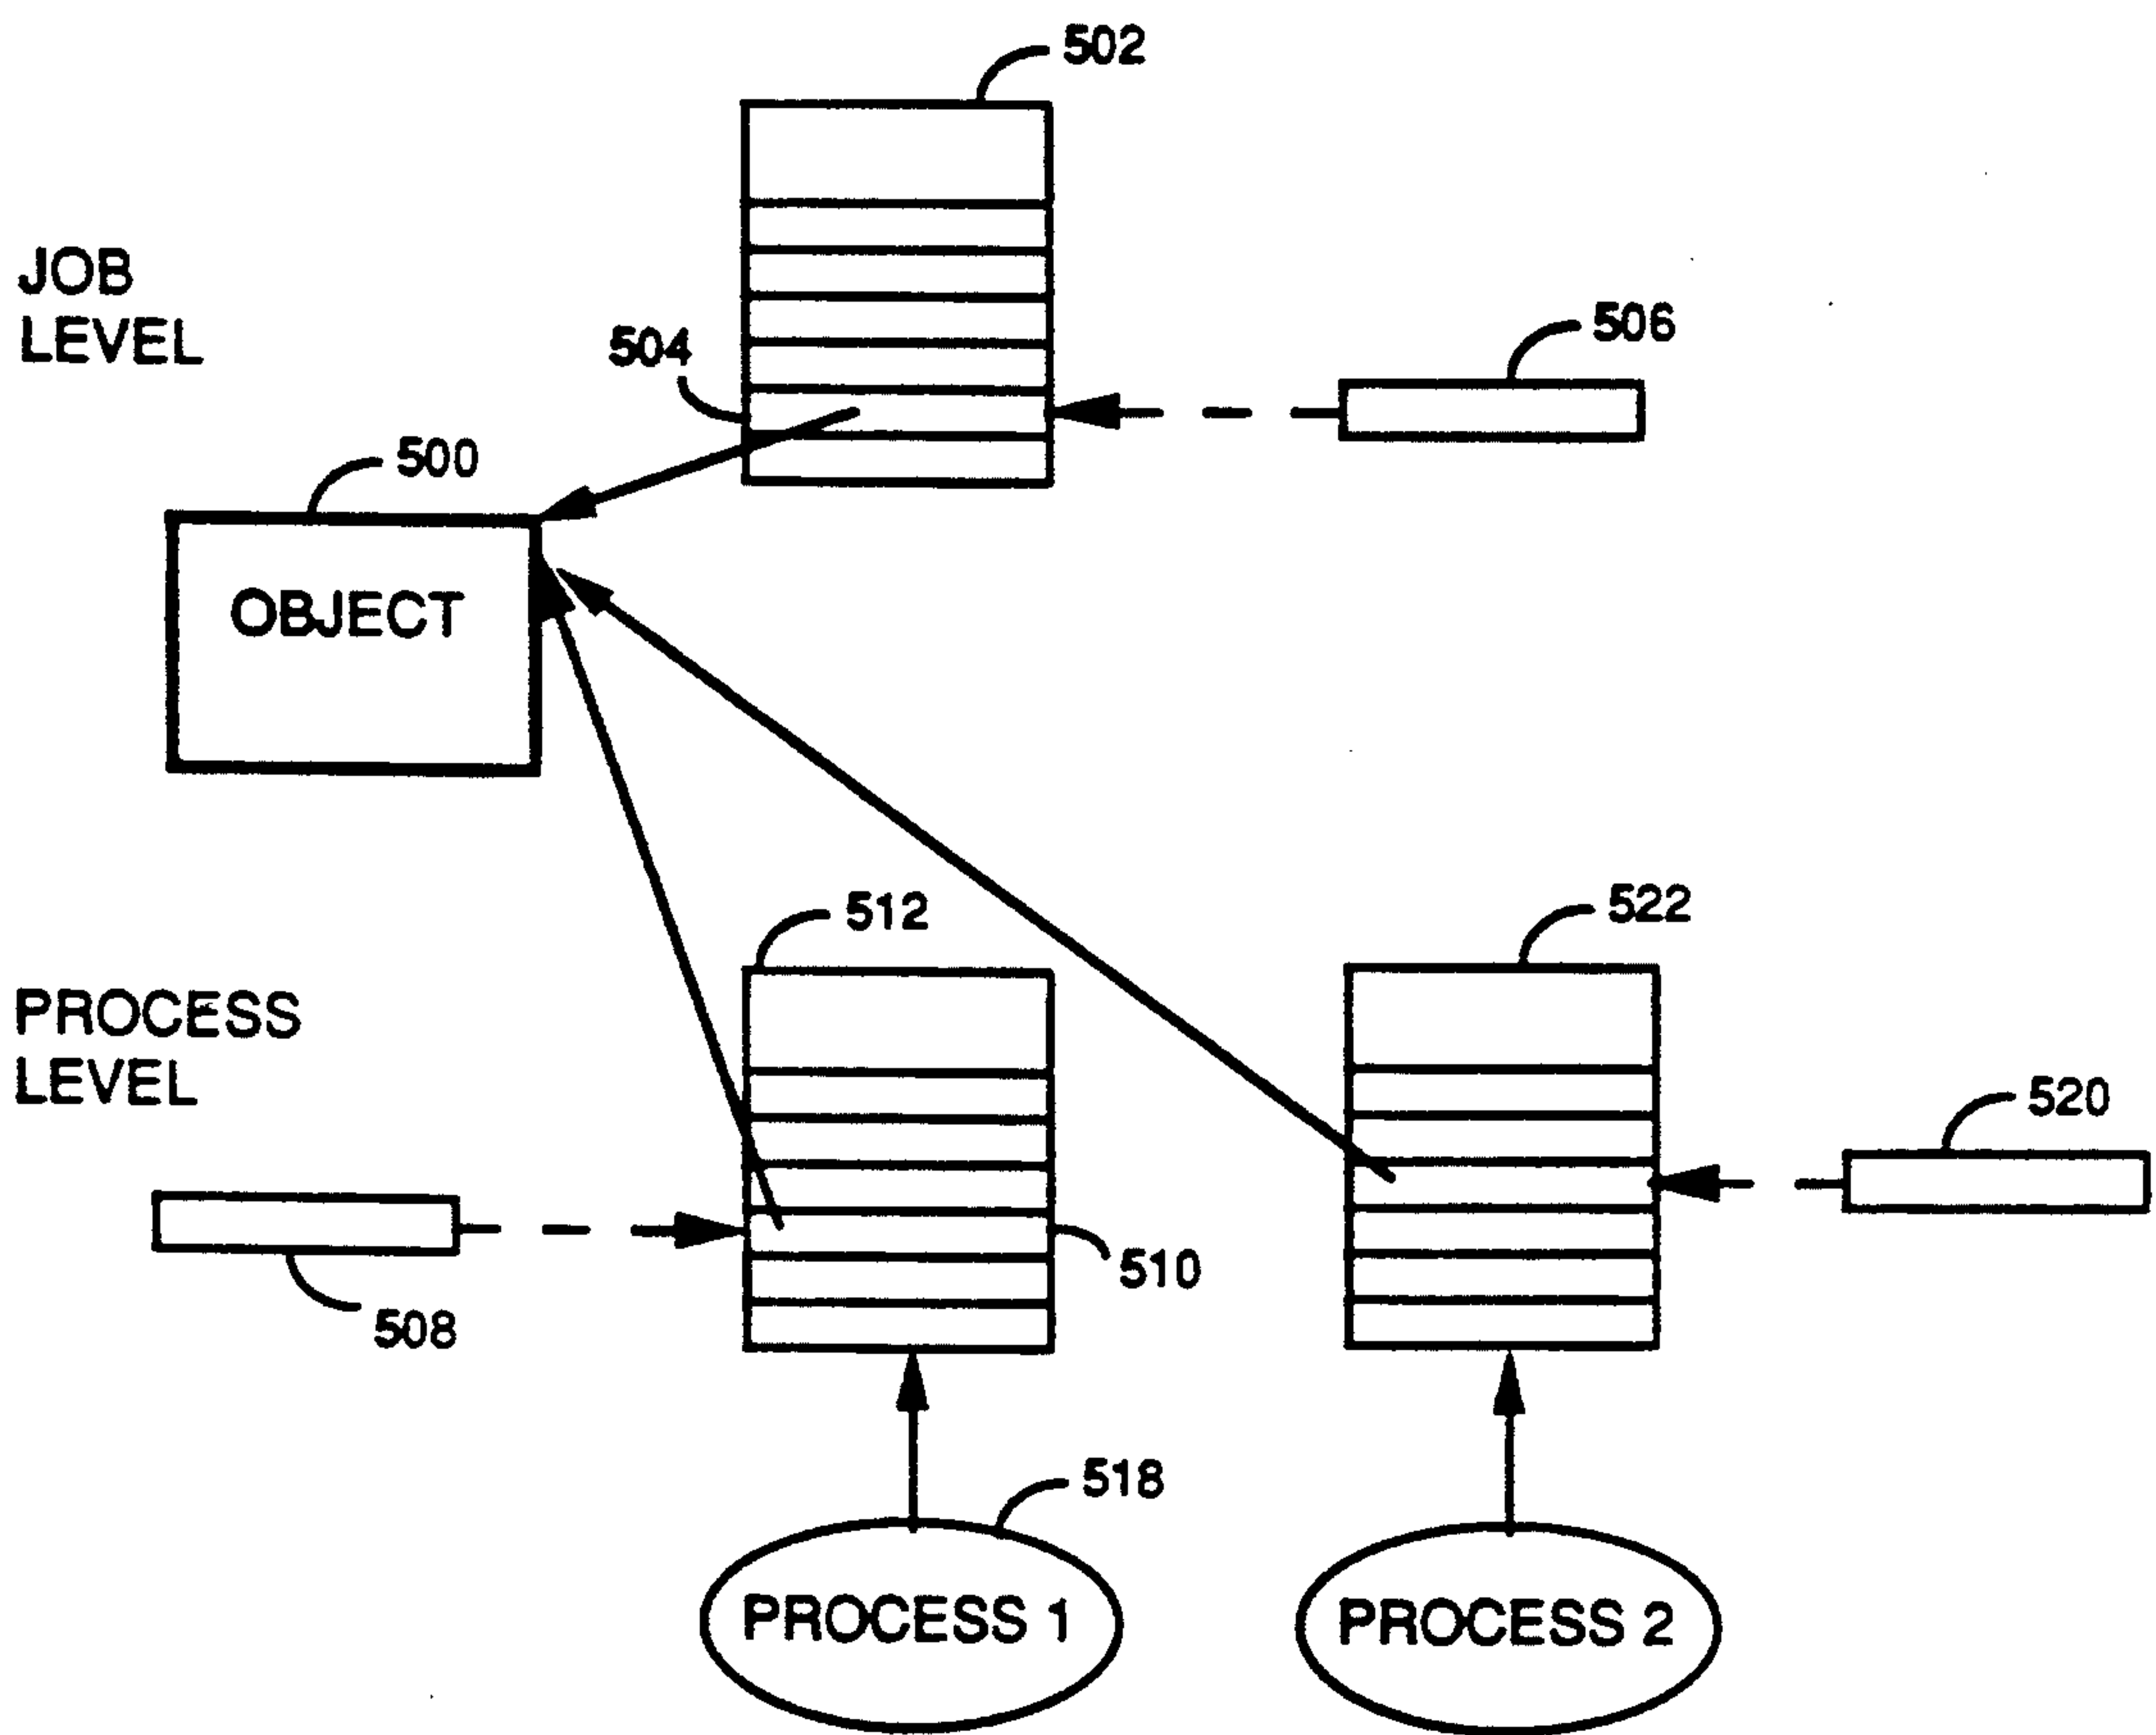 502
JOB
LEVEL
506
504
500
OBJECT
512
522
PROCESS
LEVEL
520
510
508
518
PROCESS 1
PROCESS 2